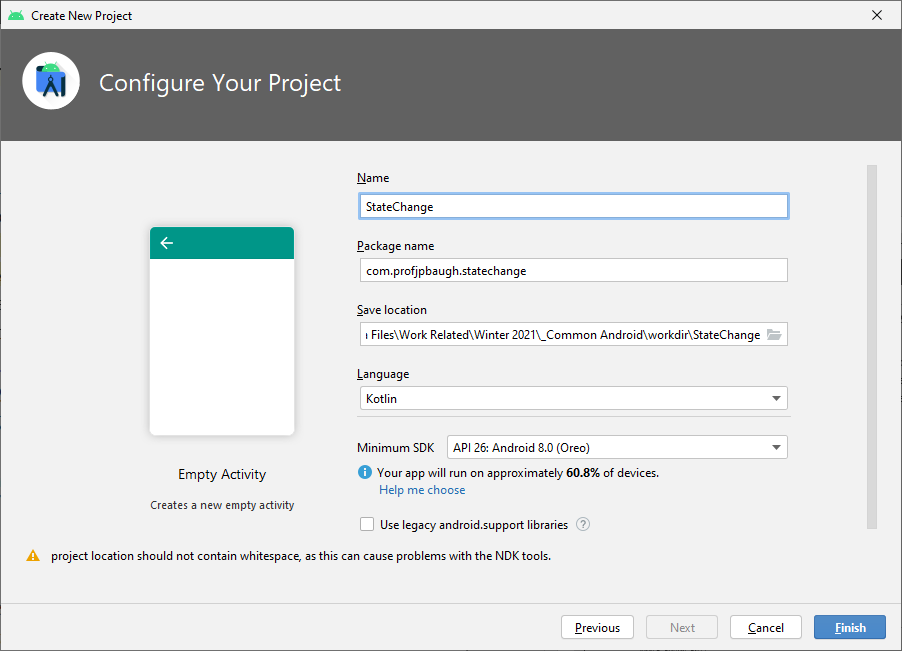 Create New Project
Configure Your Project
Name
StateChange
Package name
com.profjpbaugh.statechange
Save location
Files\Work Related\Winter 2021\_Common Android\workdir\StateChange
Language
Kotlin
Minimum SDK API 26: Android 8.0 (Oreo)
Your app will run on approximately 60.8% of devices.
Help me choose
Use legacy android.support libraries ?
Empty Activity
Creates a new empty activity
project location should not contain whitespace, as this can cause problems with the NDK tools.
Previous Next Cancel Finish